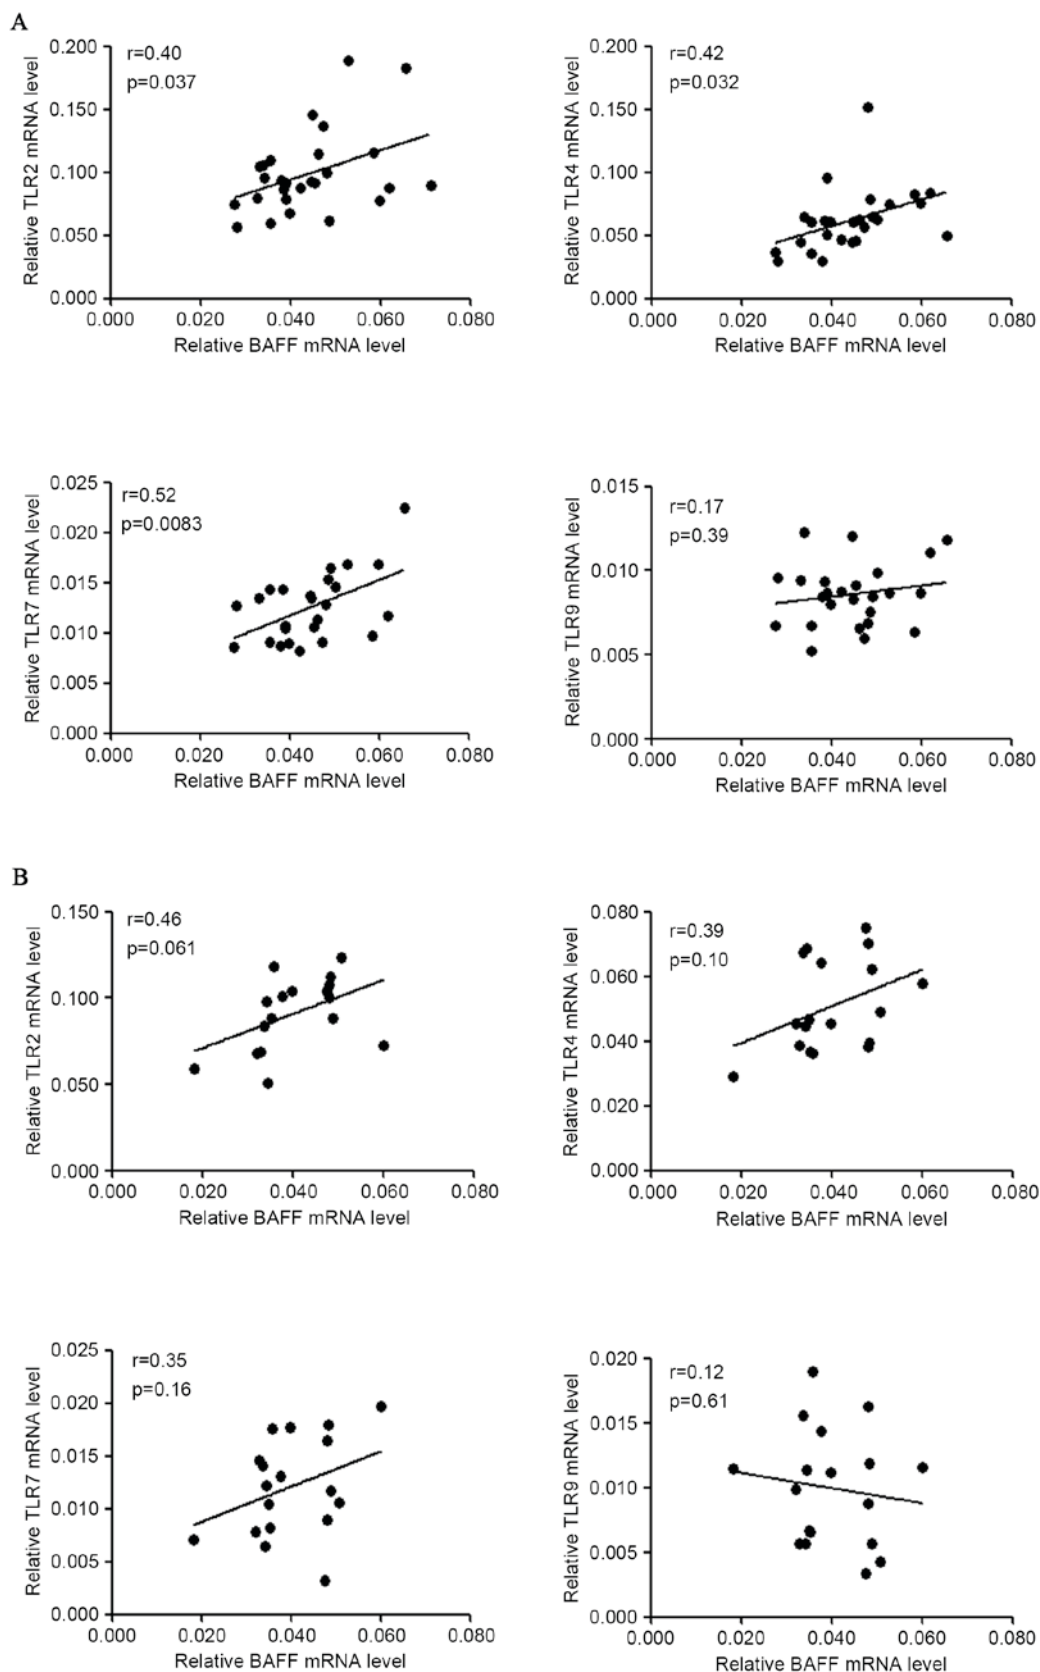 A
r=0.40
p=0.037
Relative TLR2 mRNA level
0.200
0.150
0.100
0.050
0.000
0.000 0.020 0.040 0.060 0.080
Relative BAFF mRNA level
r=0.42
p=0.032
Relative TLR4 mRNA level
0.200
0.150
0.100
0.050
0.000
0.000 0.020 0.040 0.060 0.080
Relative BAFF mRNA level
r=0.52
p=0.0083
Relative TLR7 mRNA level
0.025
0.020
0.015
0.010
0.005
0.000
0.000 0.020 0.040 0.060 0.080
Relative BAFF mRNA level
r=0.17
p=0.39
Relative TLR9 mRNA level
0.015
0.010
0.005
0.000
0.000 0.020 0.040 0.060 0.080
Relative BAFF mRNA level
B
r=0.46
p=0.061
Relative TLR2 mRNA level
0.150
0.100
0.050
0.000
0.000 0.020 0.040 0.060 0.080
Relative BAFF mRNA level
r=0.39
p=0.10
Relative TLR4 mRNA level
0.080
0.060
0.040
0.020
0.000
0.000 0.020 0.040 0.060 0.080
Relative BAFF mRNA level
r=0.35
p=0.16
Relative TLR7 mRNA level
0.025
0.020
0.015
0.010
0.005
0.000
0.000 0.020 0.040 0.060 0.080
Relative BAFF mRNA level
r=0.12
p=0.61
Relative TLR9 mRNA level
0.020
0.015
0.010
0.005
0.000
0.000 0.020 0.040 0.060 0.080
Relative BAFF mRNA level